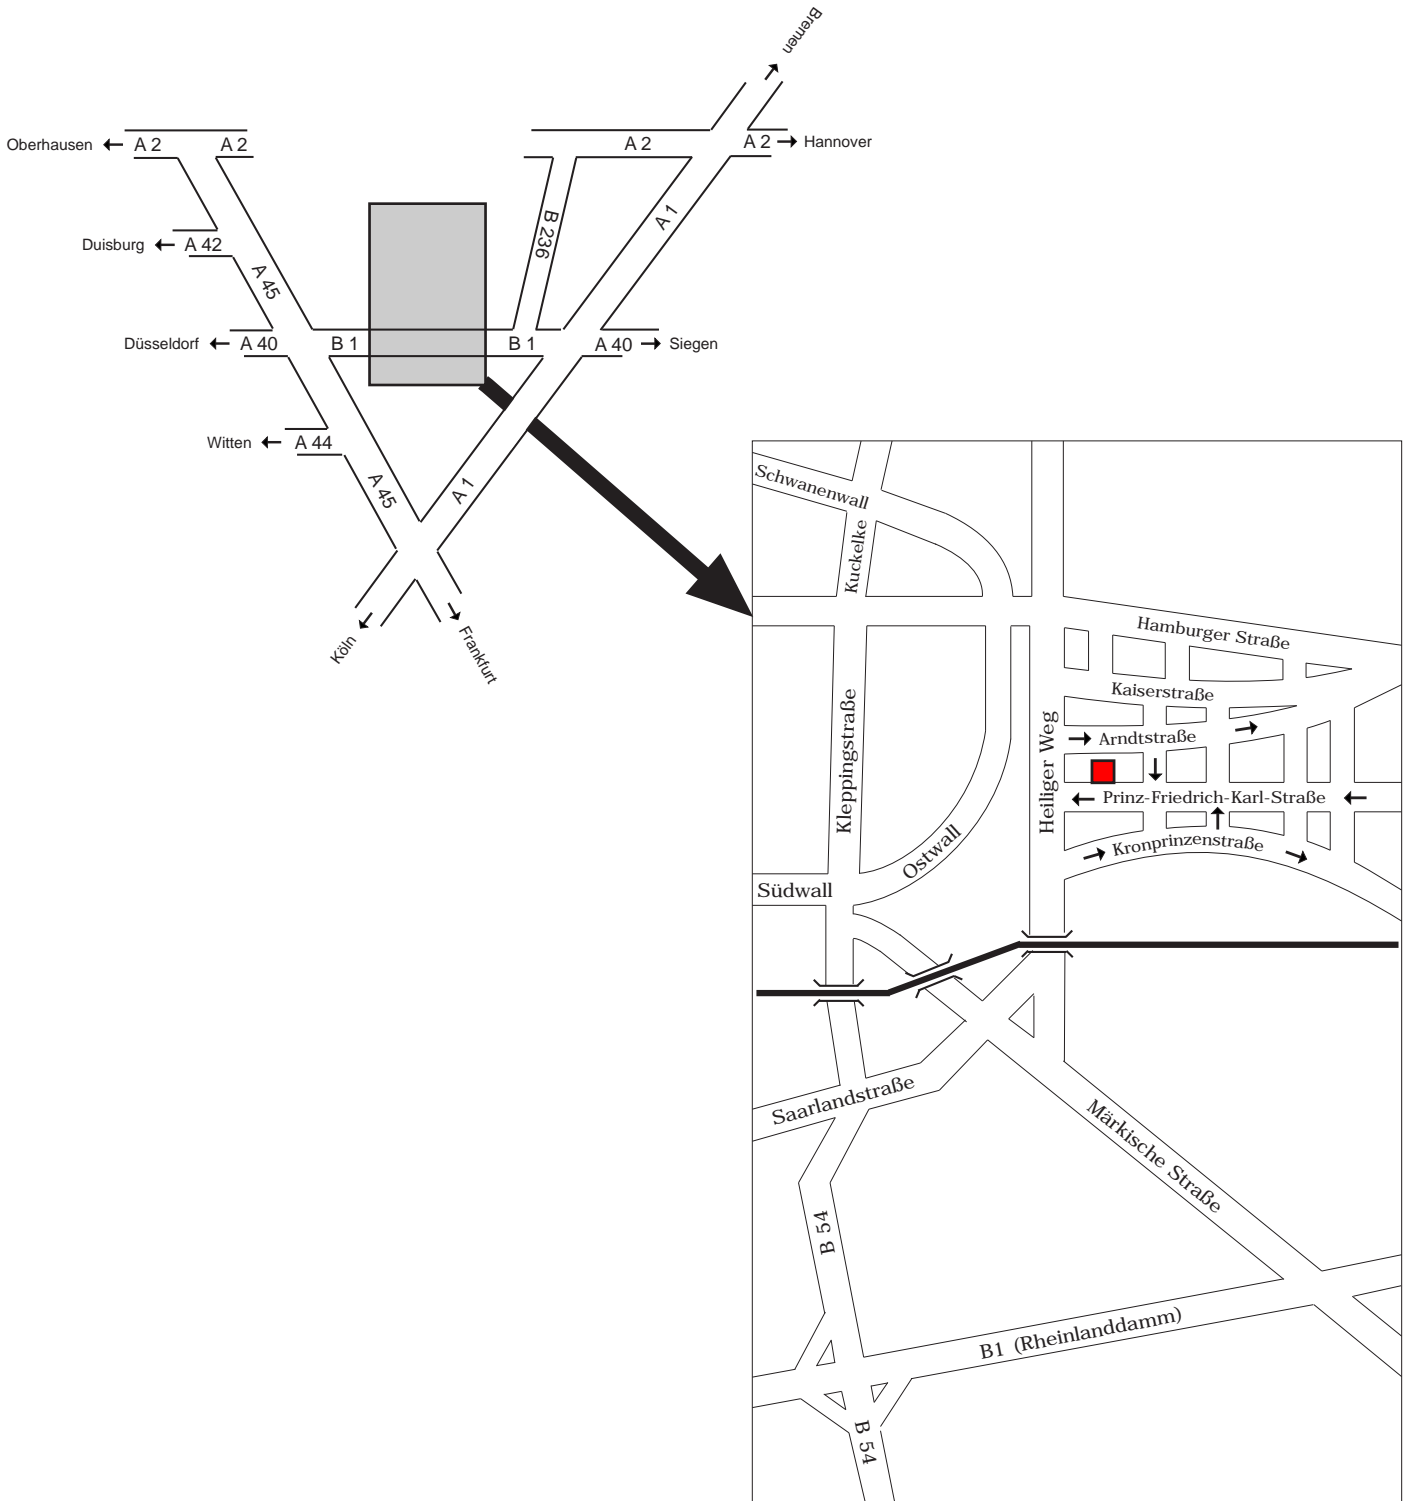 Bremen
Oberhausen
A 2
A 2
A 2
A 2
Hannover
A 1
B 236
Duisburg
A 42
A 45
Düsseldorf
A 40
B 1
B 1
A 40
Siegen
Witten
A 44
A 45
A 1
Köln
Frankfurt
Schwanenwall
Kuckelke
Hamburger Straße
Kaiserstraße
Kleppingstraße
Heiliger Weg
Arndtstraße
Prinz-Friedrich-Karl-Straße
Kronprinzenstraße
Ostwall
Südwall
Saarlandstraße
Märkische Straße
B 54
B1 (Rheinlanddamm)
B 54